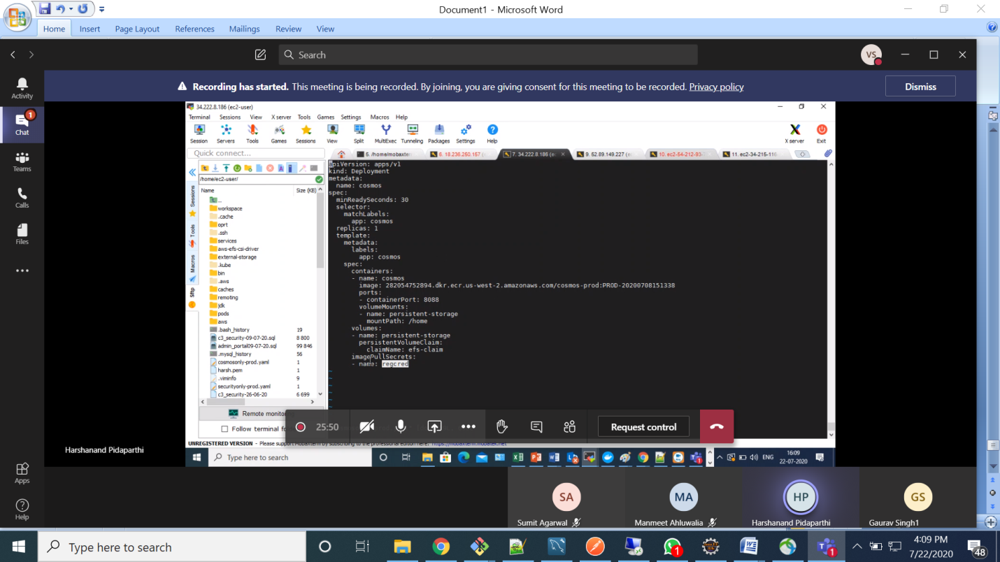 Document1 - Microsoft Word
Home Insert Page Layout References Mailings Review View
Search
VS
Recording has started. This meeting is being recorded. By joining, you are giving consent for this meeting to be recorded. Privacy policy
Dismiss
Activity
1
Chat
Teams
Calls
Files
Apps
Help
34.222.8.186 (ec2-user)
Terminal Sessions View X server Tools Games Settings Macros Help
Session Servers Tools Games Sessions View Split MultiExec Tunneling Packages Settings Help X server Exit
Quick connect...
5. /home/mobaxter
6. 18.236.250.167
7. 34.222.8.186 (ec
9. 52.89.149.227 (ec
10. ec2-54-212-93-
11. ec2-34-215-116-
/home/ec2-user/
Name Size (KB)
..
workspace
.cache
oprt
.ssh
services
aws-efs-csi-driver
external-storage
.kube
bin
.aws
caches
remoting
jdk
pods
aws
.bash_history 19
c3_security-09-07-20.sql 8 800
admin_portal09-07-20.sql 99 846
.mysql_history 56
cosmosonly-prod.yaml 1
harsh.pem 1
.viminfo 9
securityonly-prod.yaml 1
c3_security-26-06-20 6 699
Sessions
Tools
Macros
Sftp
Remote monitori
Follow terminal fo
apiVersion: apps/v1
kind: Deployment
metadata:
name: cosmos
spec:
minReadySeconds: 30
selector:
matchLabels:
app: cosmos
replicas: 1
template:
metadata:
labels:
app: cosmos
spec:
containers:
- name: cosmos
image: 282054752894.dkr.ecr.us-west-2.amazonaws.com/cosmos-prod:PROD-20200708151338
ports:
- containerPort: 8088
volumeMounts:
- name: persistent-storage
mountPath: /home
volumes:
- name: persistent-storage
persistentVolumeClaim:
claimName: efs-claim
imagePullSecrets:
- name: regcred
25:50
Request control
UNREGISTERED VERSION - Please support MobaXterm by subscribing to the professional edition here: https://mobaxterm.mobatek.net
Type here to search
ENG
16:09
22-07-2020
Harshanand Pidaparthi
SA
Sumit Agarwal
MA
Manmeet Ahluwalia
HP
Harshanand Pidaparthi
GS
Gaurav Singh1
Type here to search
1
1
4:09 PM
7/22/2020
48